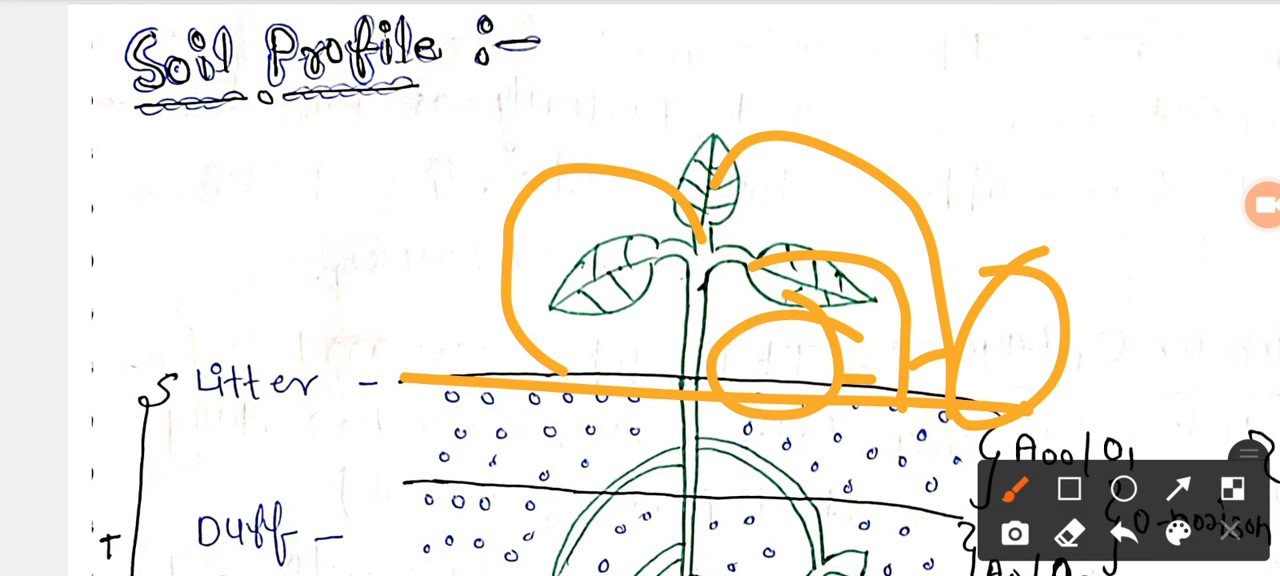 Soil Profile :-
Litter -
A00/O1
Duff -
O-horizon